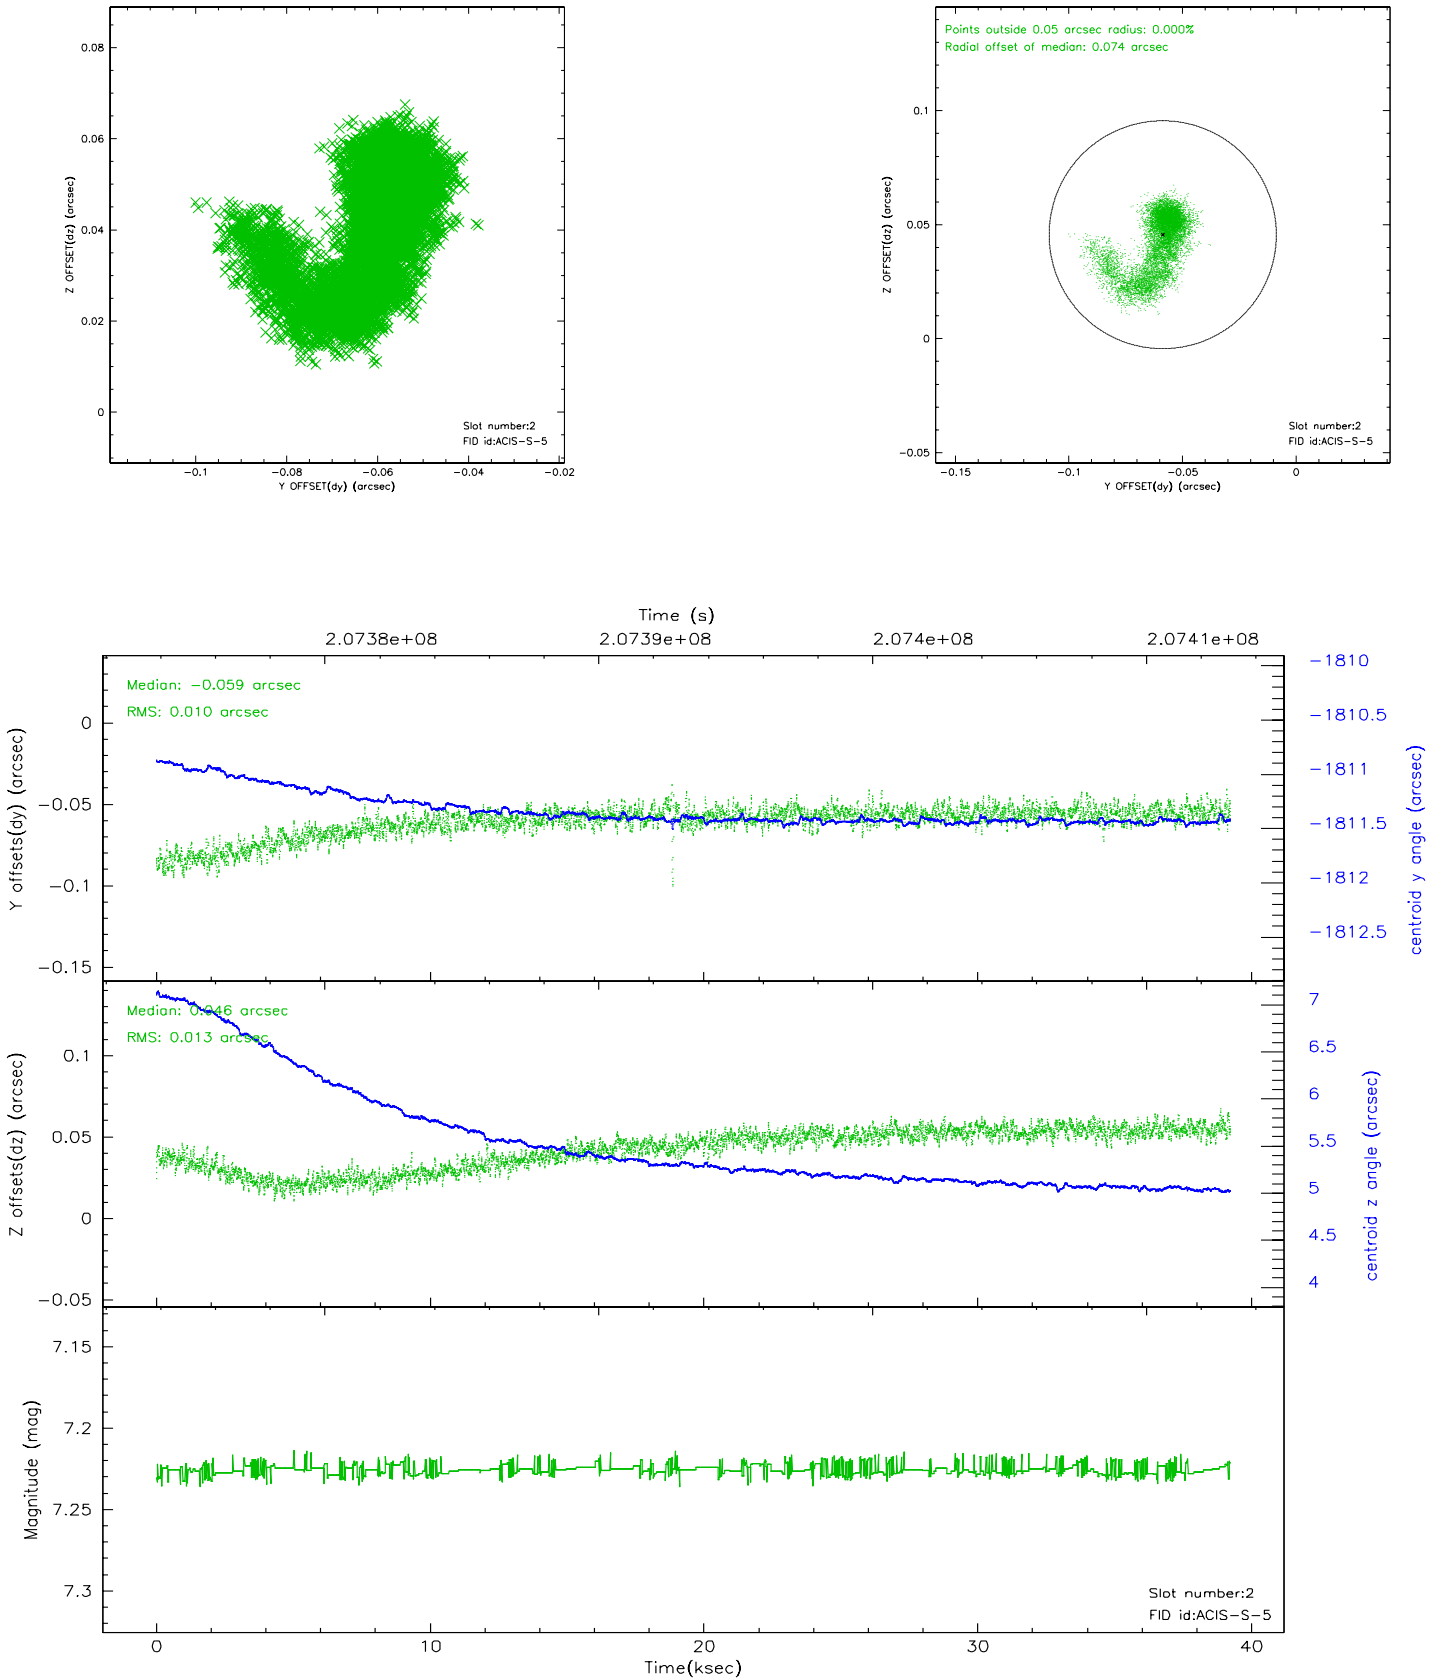 0.08
0.06
0.04
0.02
0
Z OFFSET(dz) (arcsec)
Slot number:2
FID id:ACIS-S-5
-0.1
-0.08
-0.06
-0.04
-0.02
Y OFFSET(dy) (arcsec)
Points outside 0.05 arcsec radius: 0.000%
Radial offset of median: 0.074 arcsec
0.1
0.05
0
-0.05
Z OFFSET(dz) (arcsec)
Slot number:2
FID id:ACIS-S-5
-0.15
-0.1
-0.05
0
Y OFFSET(dy) (arcsec)
Time (s)
2.0738e+08
2.0739e+08
2.074e+08
2.0741e+08
Median: -0.059 arcsec
RMS: 0.010 arcsec
0
-0.05
-0.1
-0.15
Y offsets(dy) (arcsec)
-1810
-1810.5
-1811
-1811.5
-1812
-1812.5
centroid y angle (arcsec)
Median: 0.046 arcsec
RMS: 0.013 arcsec
0.1
0.05
0
-0.05
Z offsets(dz) (arcsec)
7
6.5
6
5.5
5
4.5
4
centroid z angle (arcsec)
7.15
7.2
7.25
7.3
Magnitude (mag)
Slot number:2
FID id:ACIS-S-5
0
10
20
30
40
Time(ksec)